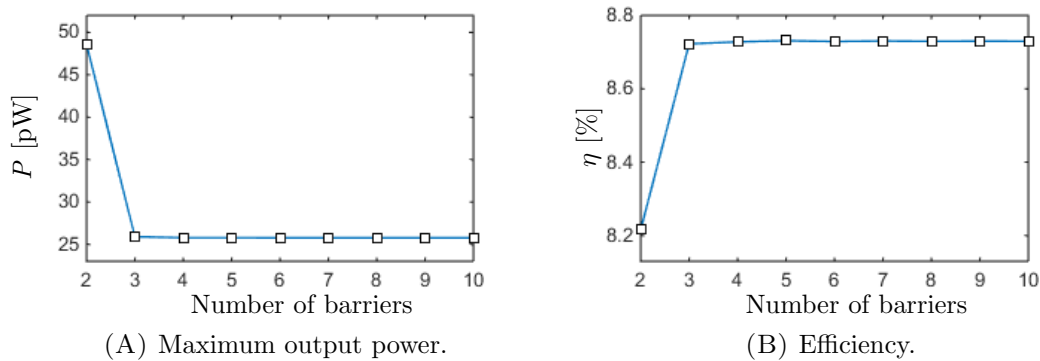 P [pW]
50
45
40
35
30
25
2 3 4 5 6 7 8 9 10
Number of barriers
(A) Maximum output power.
η [%]
8.8
8.6
8.4
8.2
2 3 4 5 6 7 8 9 10
Number of barriers
(B) Efficiency.